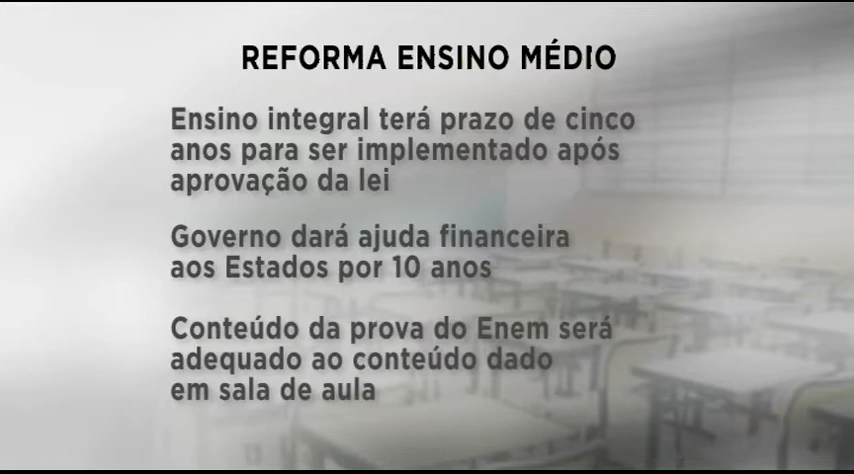 REFORMA ENSINO MÉDIO
Ensino integral terá prazo de cinco
anos para ser implementado após
aprovação da lei
Governo dará ajuda financeira
aos Estados por 10 anos
Conteúdo da prova do Enem será
adequado ao conteúdo dado
em sala de aula